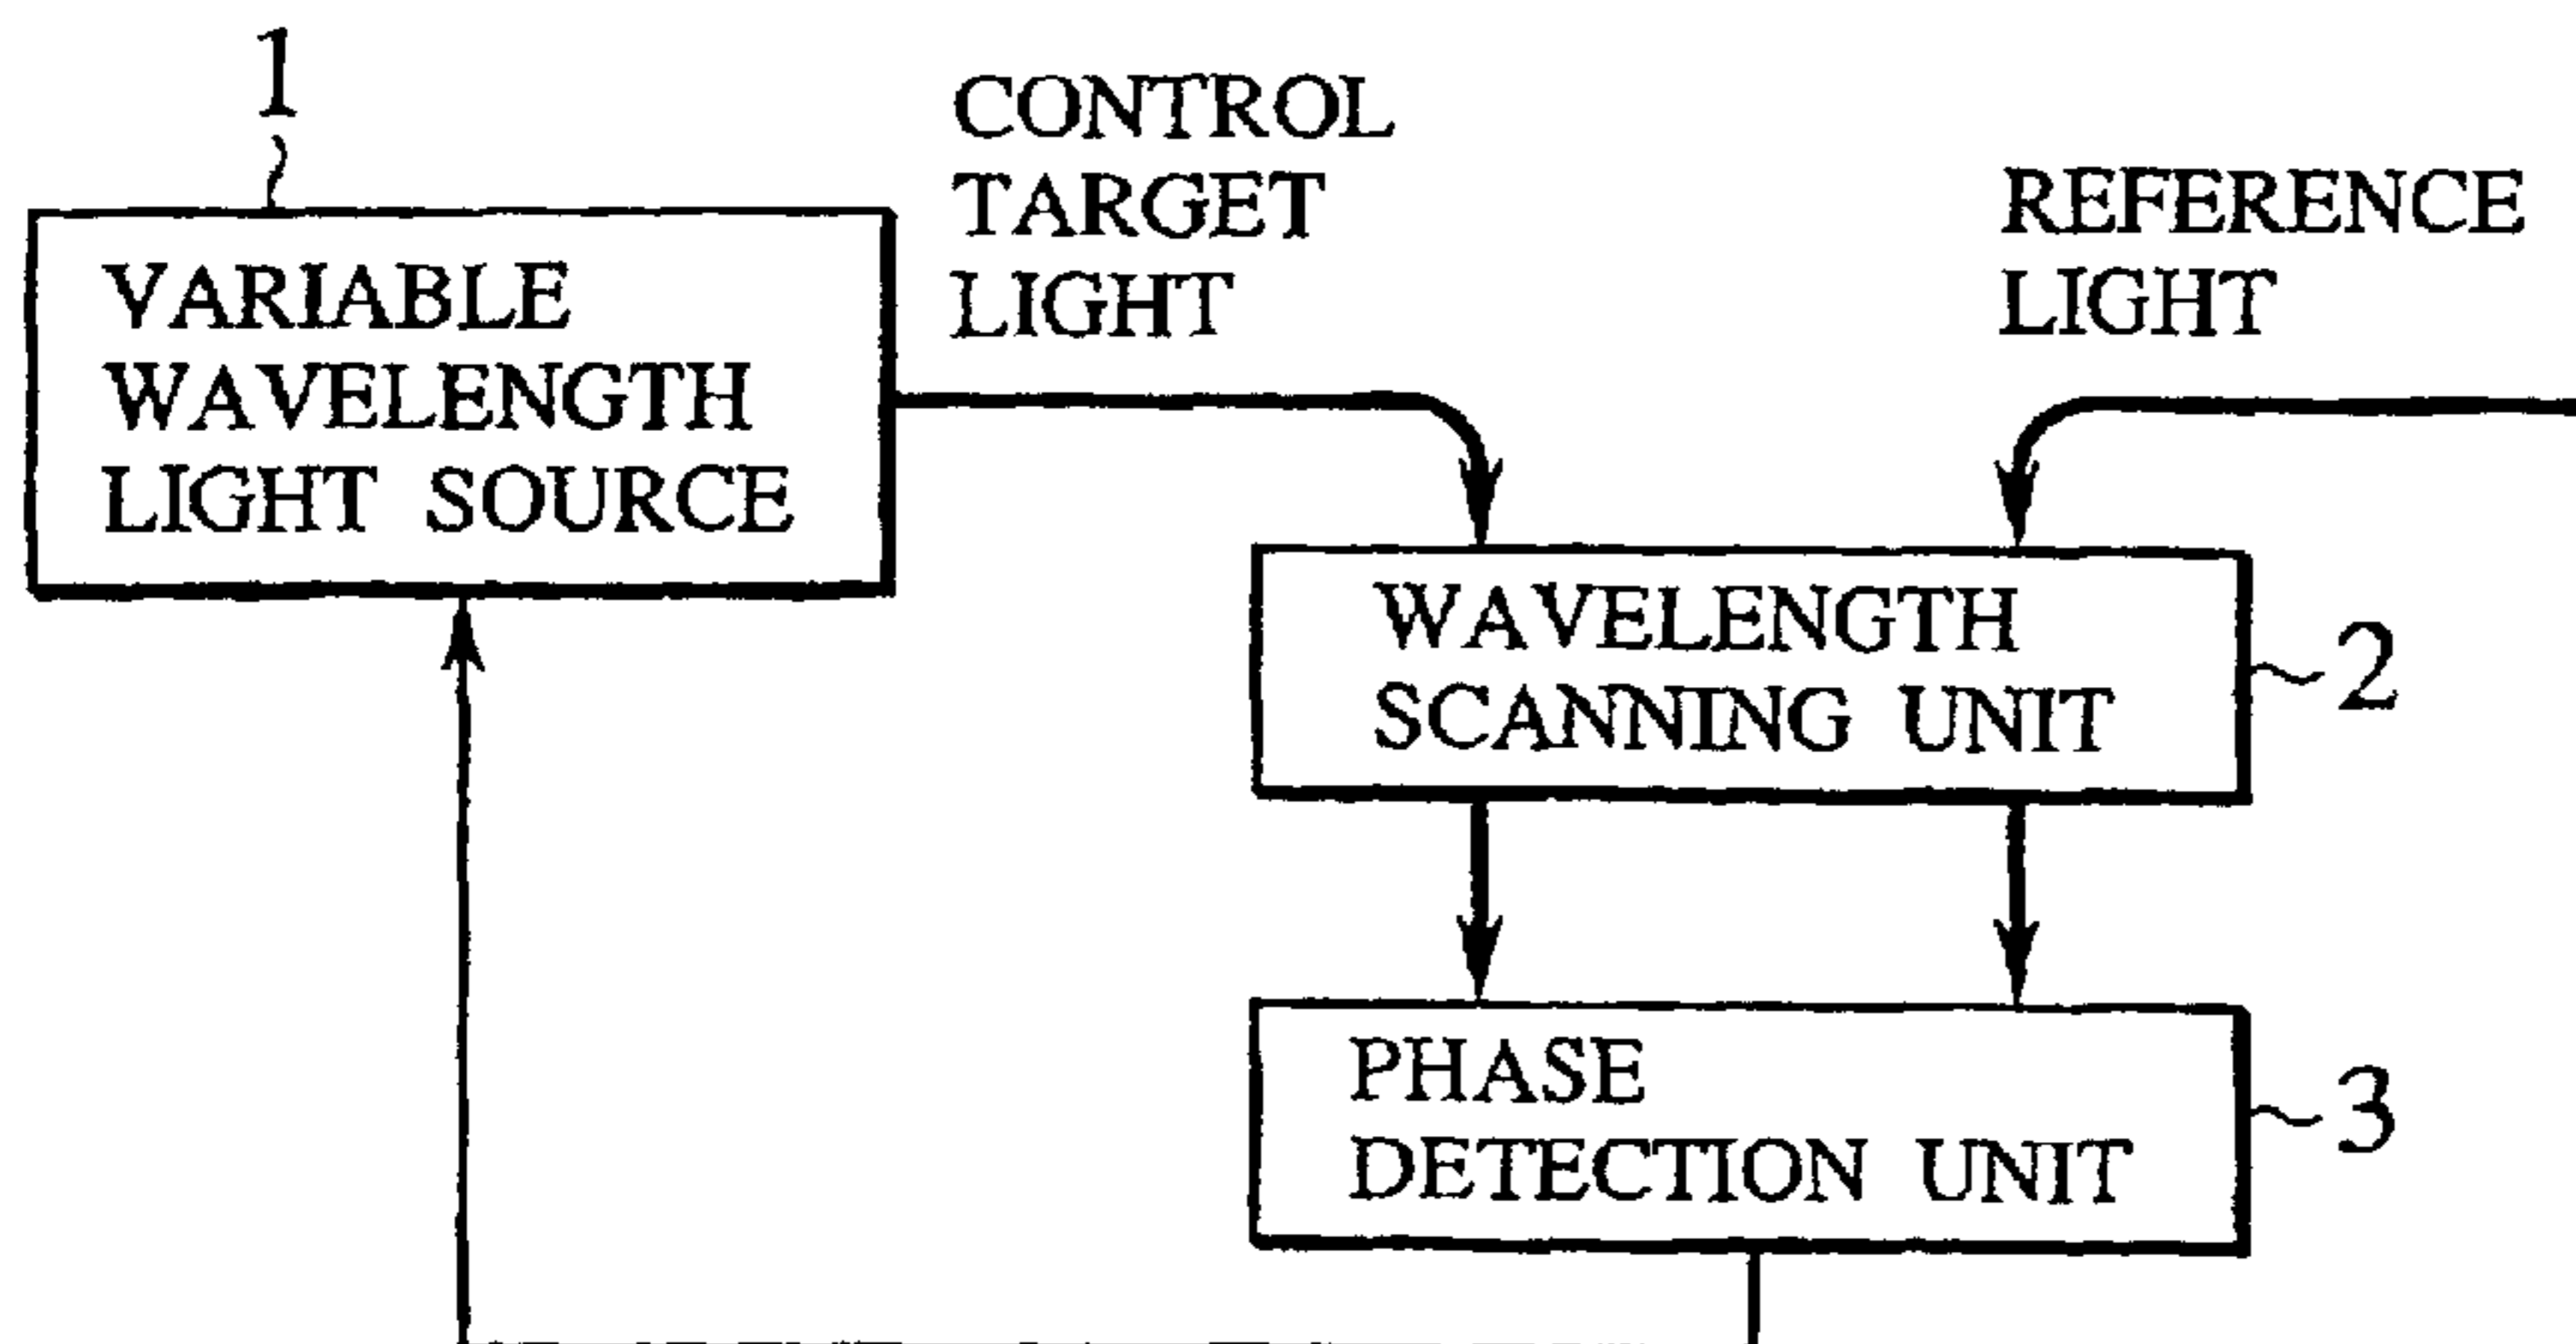 1
CONTROL
TARGET
LIGHT
REFERENCE
LIGHT
VARIABLE
WAVELENGTH
LIGHT SOURCE
WAVELENGTH
SCANNING UNIT
2
PHASE
DETECTION UNIT
3